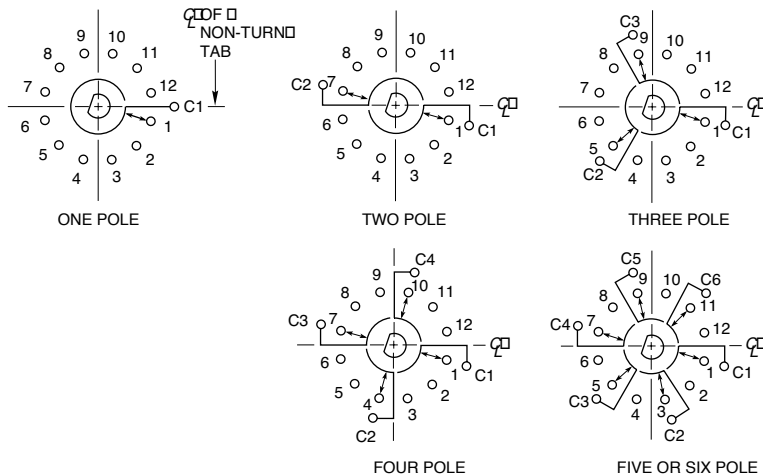 ℄ OF
NON-TURN
TAB
9 10
8 11
7 12
C1
6 1
5 2
4 3
ONE POLE
9 10
8 11
C2 7 12
℄
6 1 C1
5 2
4 3
TWO POLE
C3
9 10
8 11
7 12
℄
6 1 C1
5 2
C2 4 3
THREE POLE
C4
9 10
8 11
C3 7 12
℄
6 1 C1
5 2
4 3
C2
FOUR POLE
C5 C6
9 10
8 11
C4 7 12
℄
6 1 C1
5 2
C3 4 3
C2
FIVE OR SIX POLE